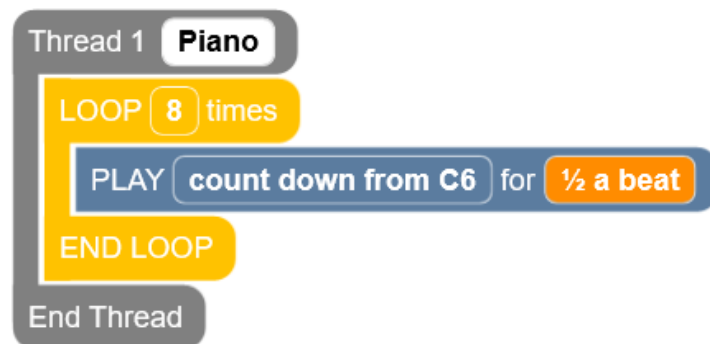 Thread 1 Piano
LOOP 8 times
PLAY count down from C6 for ½ a beat
END LOOP
End Thread